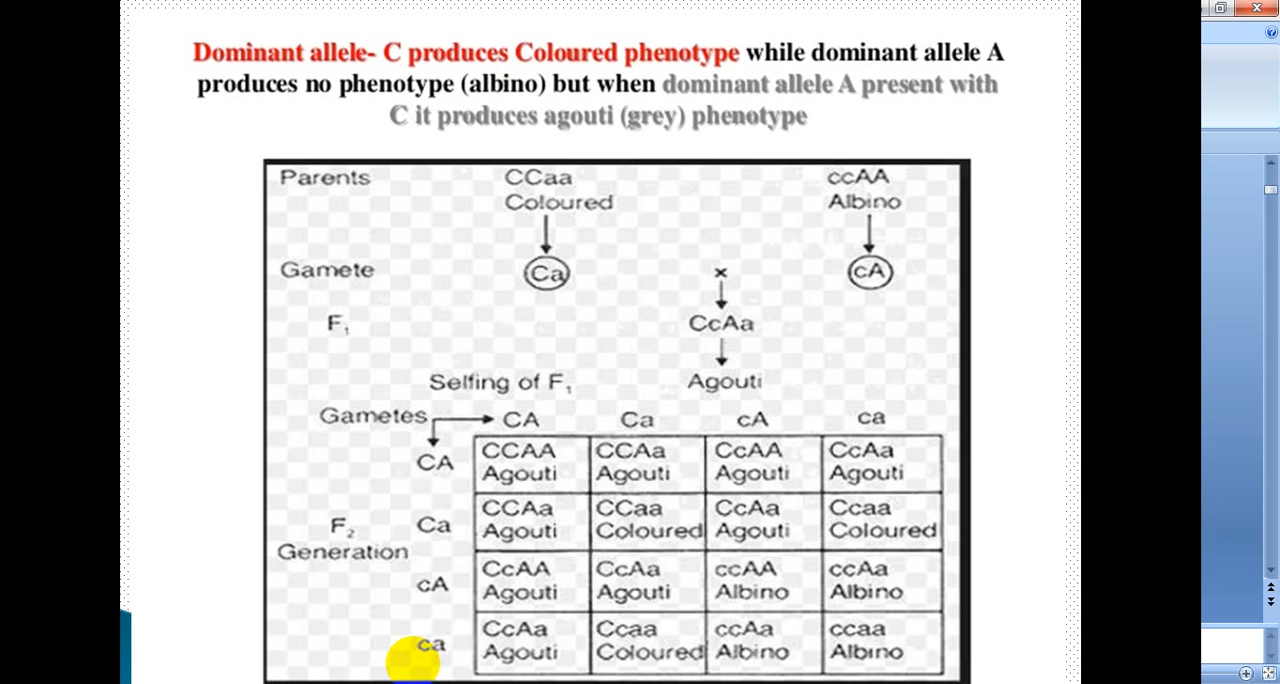 Dominant allele- C produces Coloured phenotype while dominant allele A
produces no phenotype (albino) but when dominant allele A present with
C it produces agouti (grey) phenotype
Parents CCaa ccAA
Coloured Albino
Gamete Ca × cA
F₁ CcAa
Selfing of F₁ Agouti
Gametes CA Ca cA ca
CA CCAA CCAa CcAA CcAa
Agouti Agouti Agouti Agouti
Ca CCAa CCaa CcAa Ccaa
F₂ Agouti Coloured Agouti Coloured
Generation
cA CcAA CcAa ccAA ccAa
Agouti Agouti Albino Albino
ca CcAa Ccaa ccAa ccaa
Agouti Coloured Albino Albino